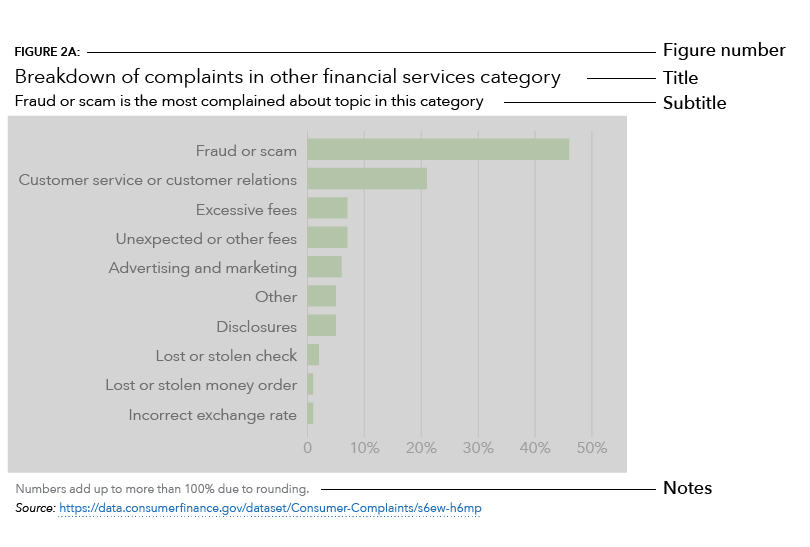 FIGURE 2A: Figure number
Breakdown of complaints in other financial services category Title
Fraud or scam is the most complained about topic in this category Subtitle
Fraud or scam
Customer service or customer relations
Excessive fees
Unexpected or other fees
Advertising and marketing
Other
Disclosures
Lost or stolen check
Lost or stolen money order
Incorrect exchange rate
0 10% 20% 30% 40% 50%
Numbers add up to more than 100% due to rounding. Notes
Source: https://data.consumerfinance.gov/dataset/Consumer-Complaints/s6ew-h6mp